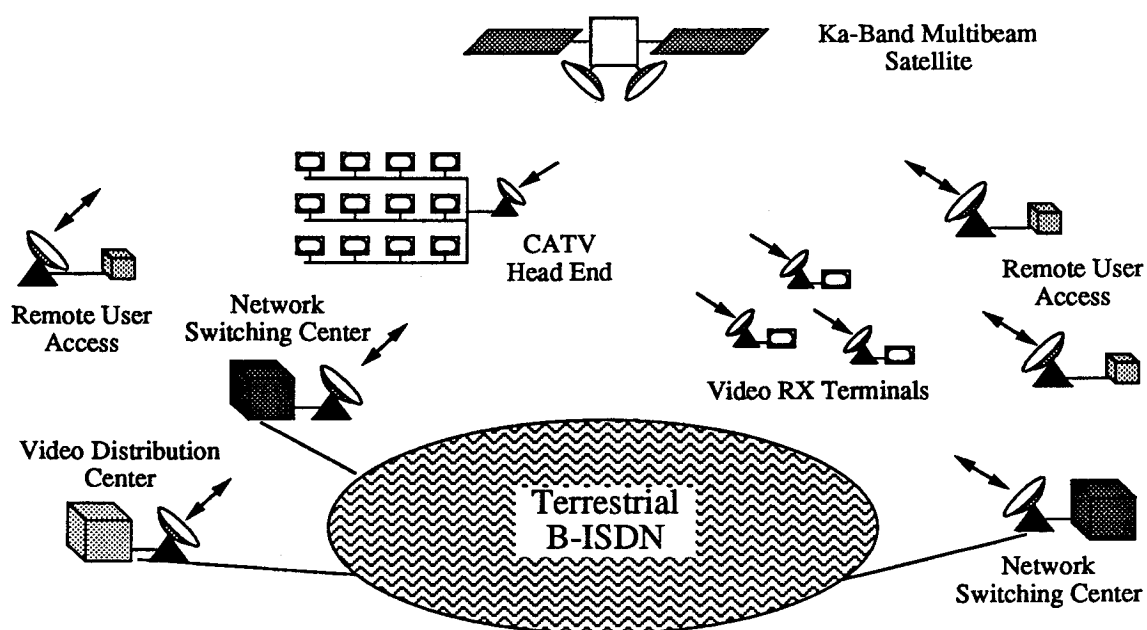 Ka-Band Multibeam
Satellite
CATV
Head End
Remote User
Access
Remote User
Access
Network
Switching Center
Video RX Terminals
Video Distribution
Center
Terrestrial
B-ISDN
Network
Switching Center